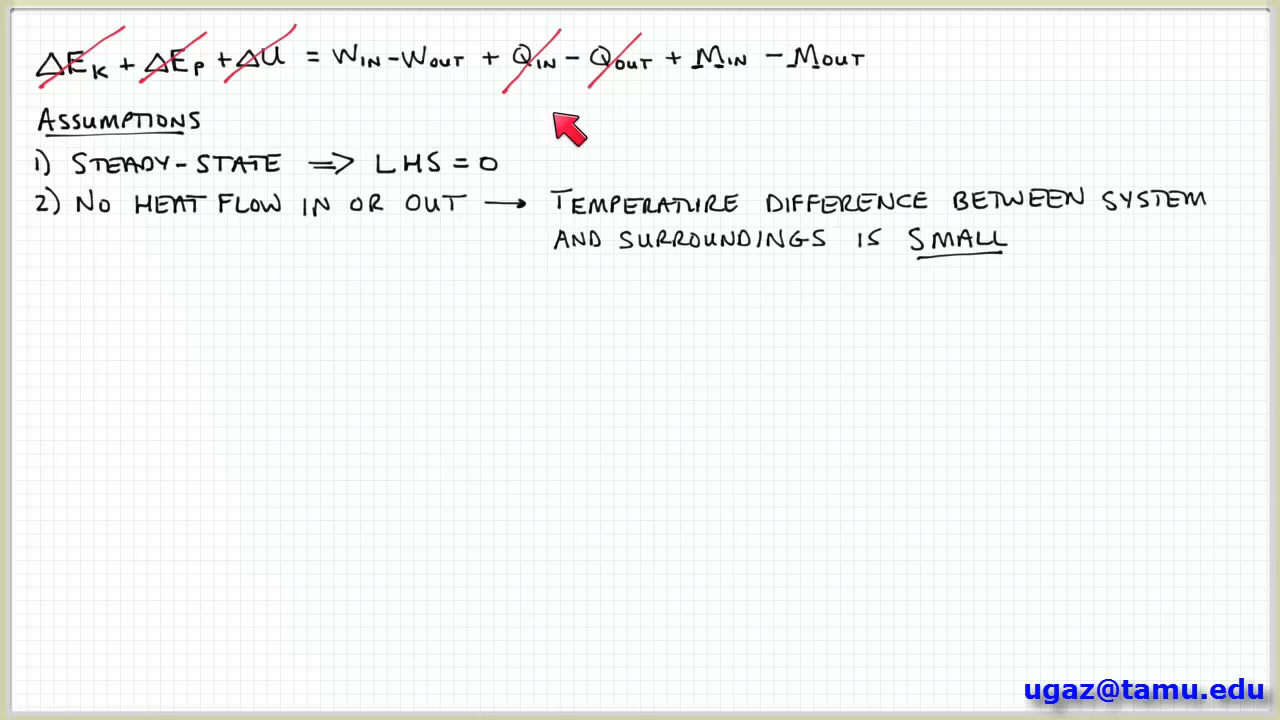 ΔEK + ΔEP + ΔU = WIN - WOUT + QIN - QOUT + MIN - MOUT
ASSUMPTIONS
1) STEADY-STATE ⇒ LHS = 0
2) NO HEAT FLOW IN OR OUT → TEMPERATURE DIFFERENCE BETWEEN SYSTEM
AND SURROUNDINGS IS SMALL
ugaz@tamu.edu